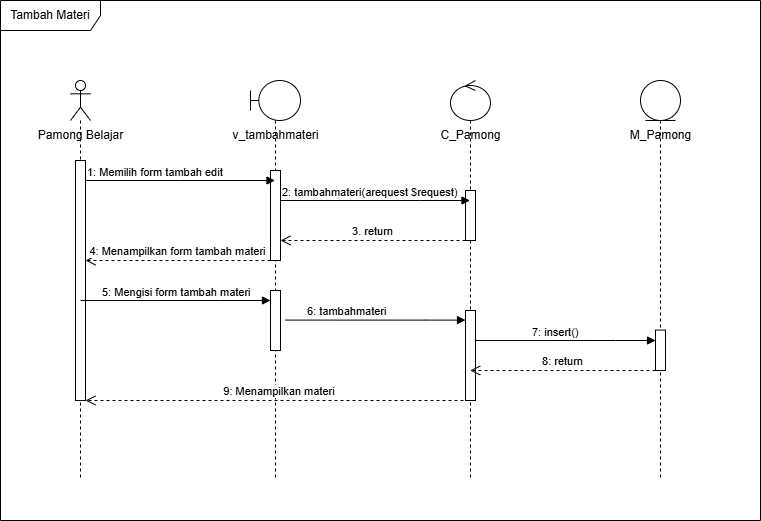 Tambah Materi
Pamong Belajar
v_tambahmateri
C_Pamong
M_Pamong
1: Memilih form tambah edit
2: tambahmateri(arequest $request)
3. return
4: Menampilkan form tambah materi
5: Mengisi form tambah materi
6: tambahmateri
7: insert()
8: return
9: Menampilkan materi